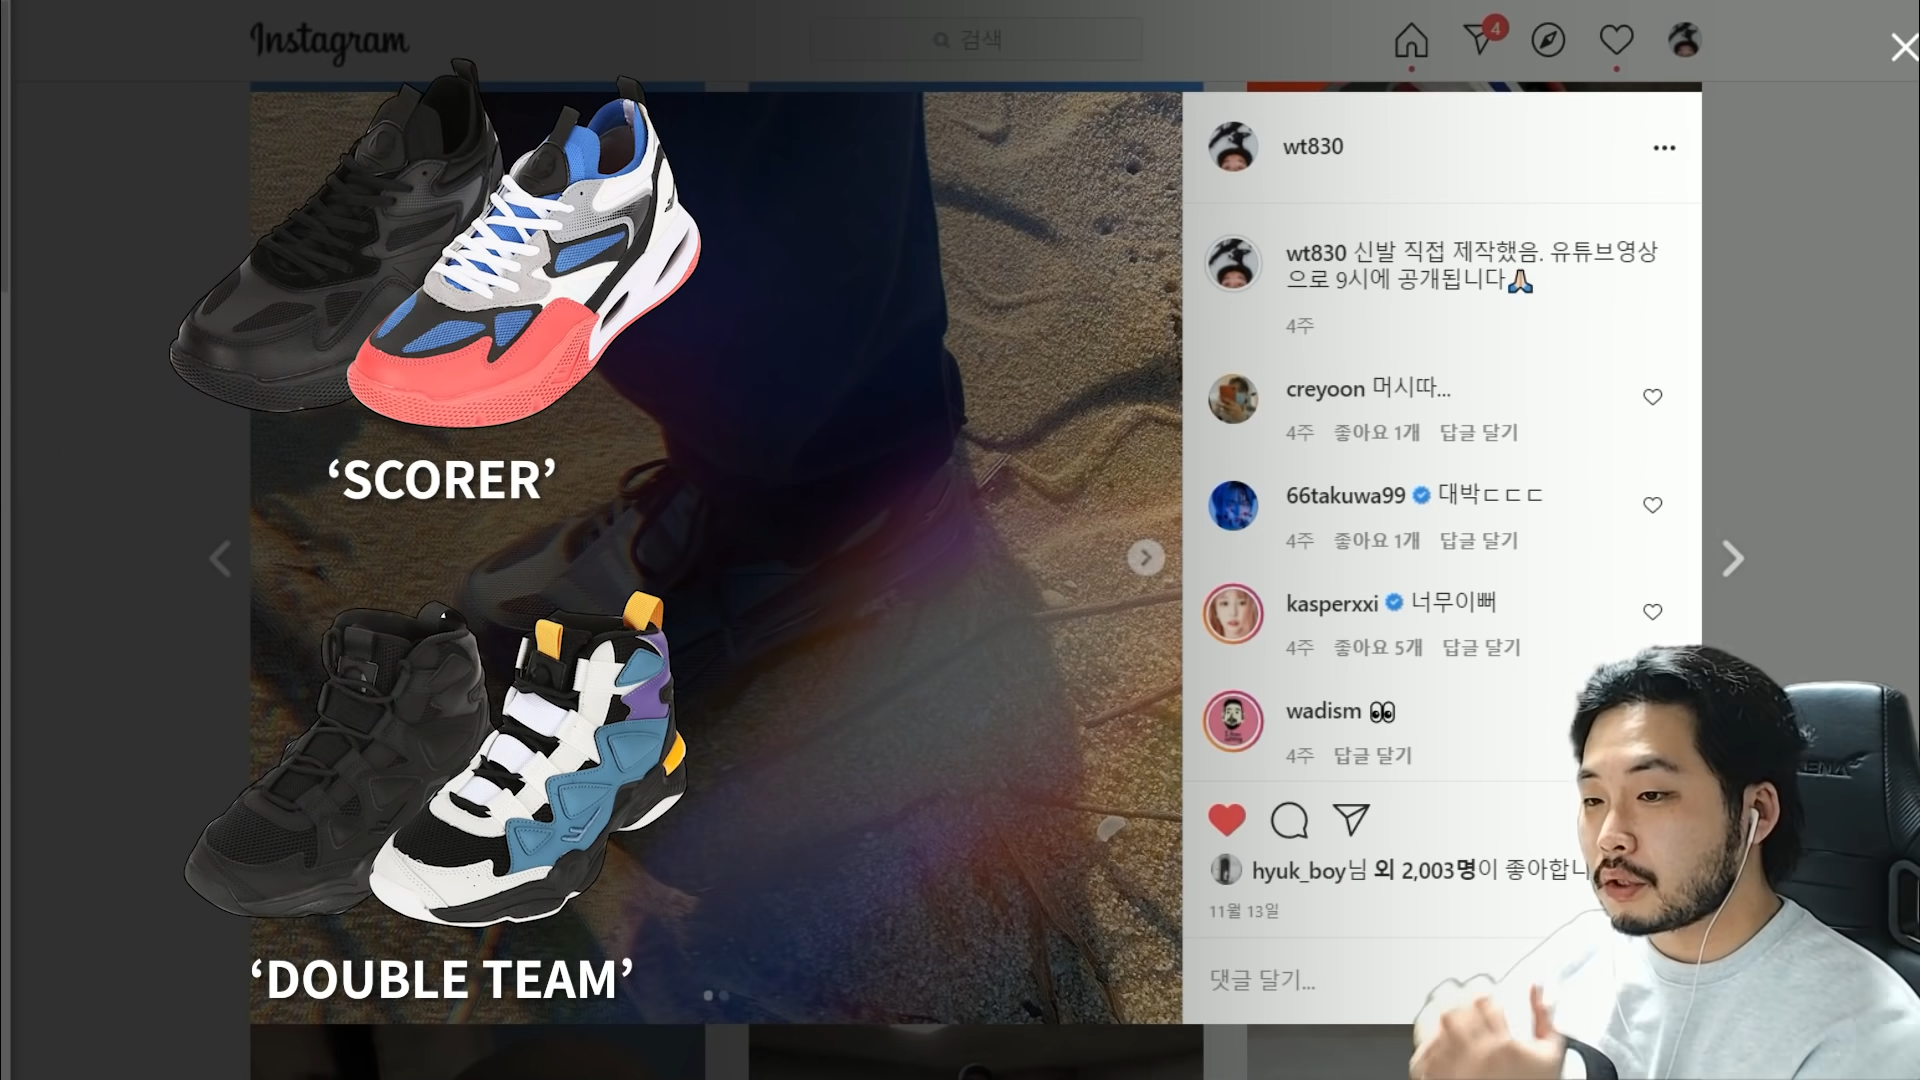 Instagram
검색
4
wt830
wt830 신발 직접 제작했음. 유튜브영상
으로 9시에 공개됩니다🙏🏻
4주
creyoon 머시따...
4주 좋아요 1개 답글 달기
66takuwa99 대박ㄷㄷㄷ
4주 좋아요 1개 답글 달기
kasperxxi 너무이뻐
4주 좋아요 5개 답글 달기
wadism 👀
4주 답글 달기
hyuk_boy님 외 2,003명이 좋아합니
11월 13일
댓글 달기...
‘SCORER’
‘DOUBLE TEAM’